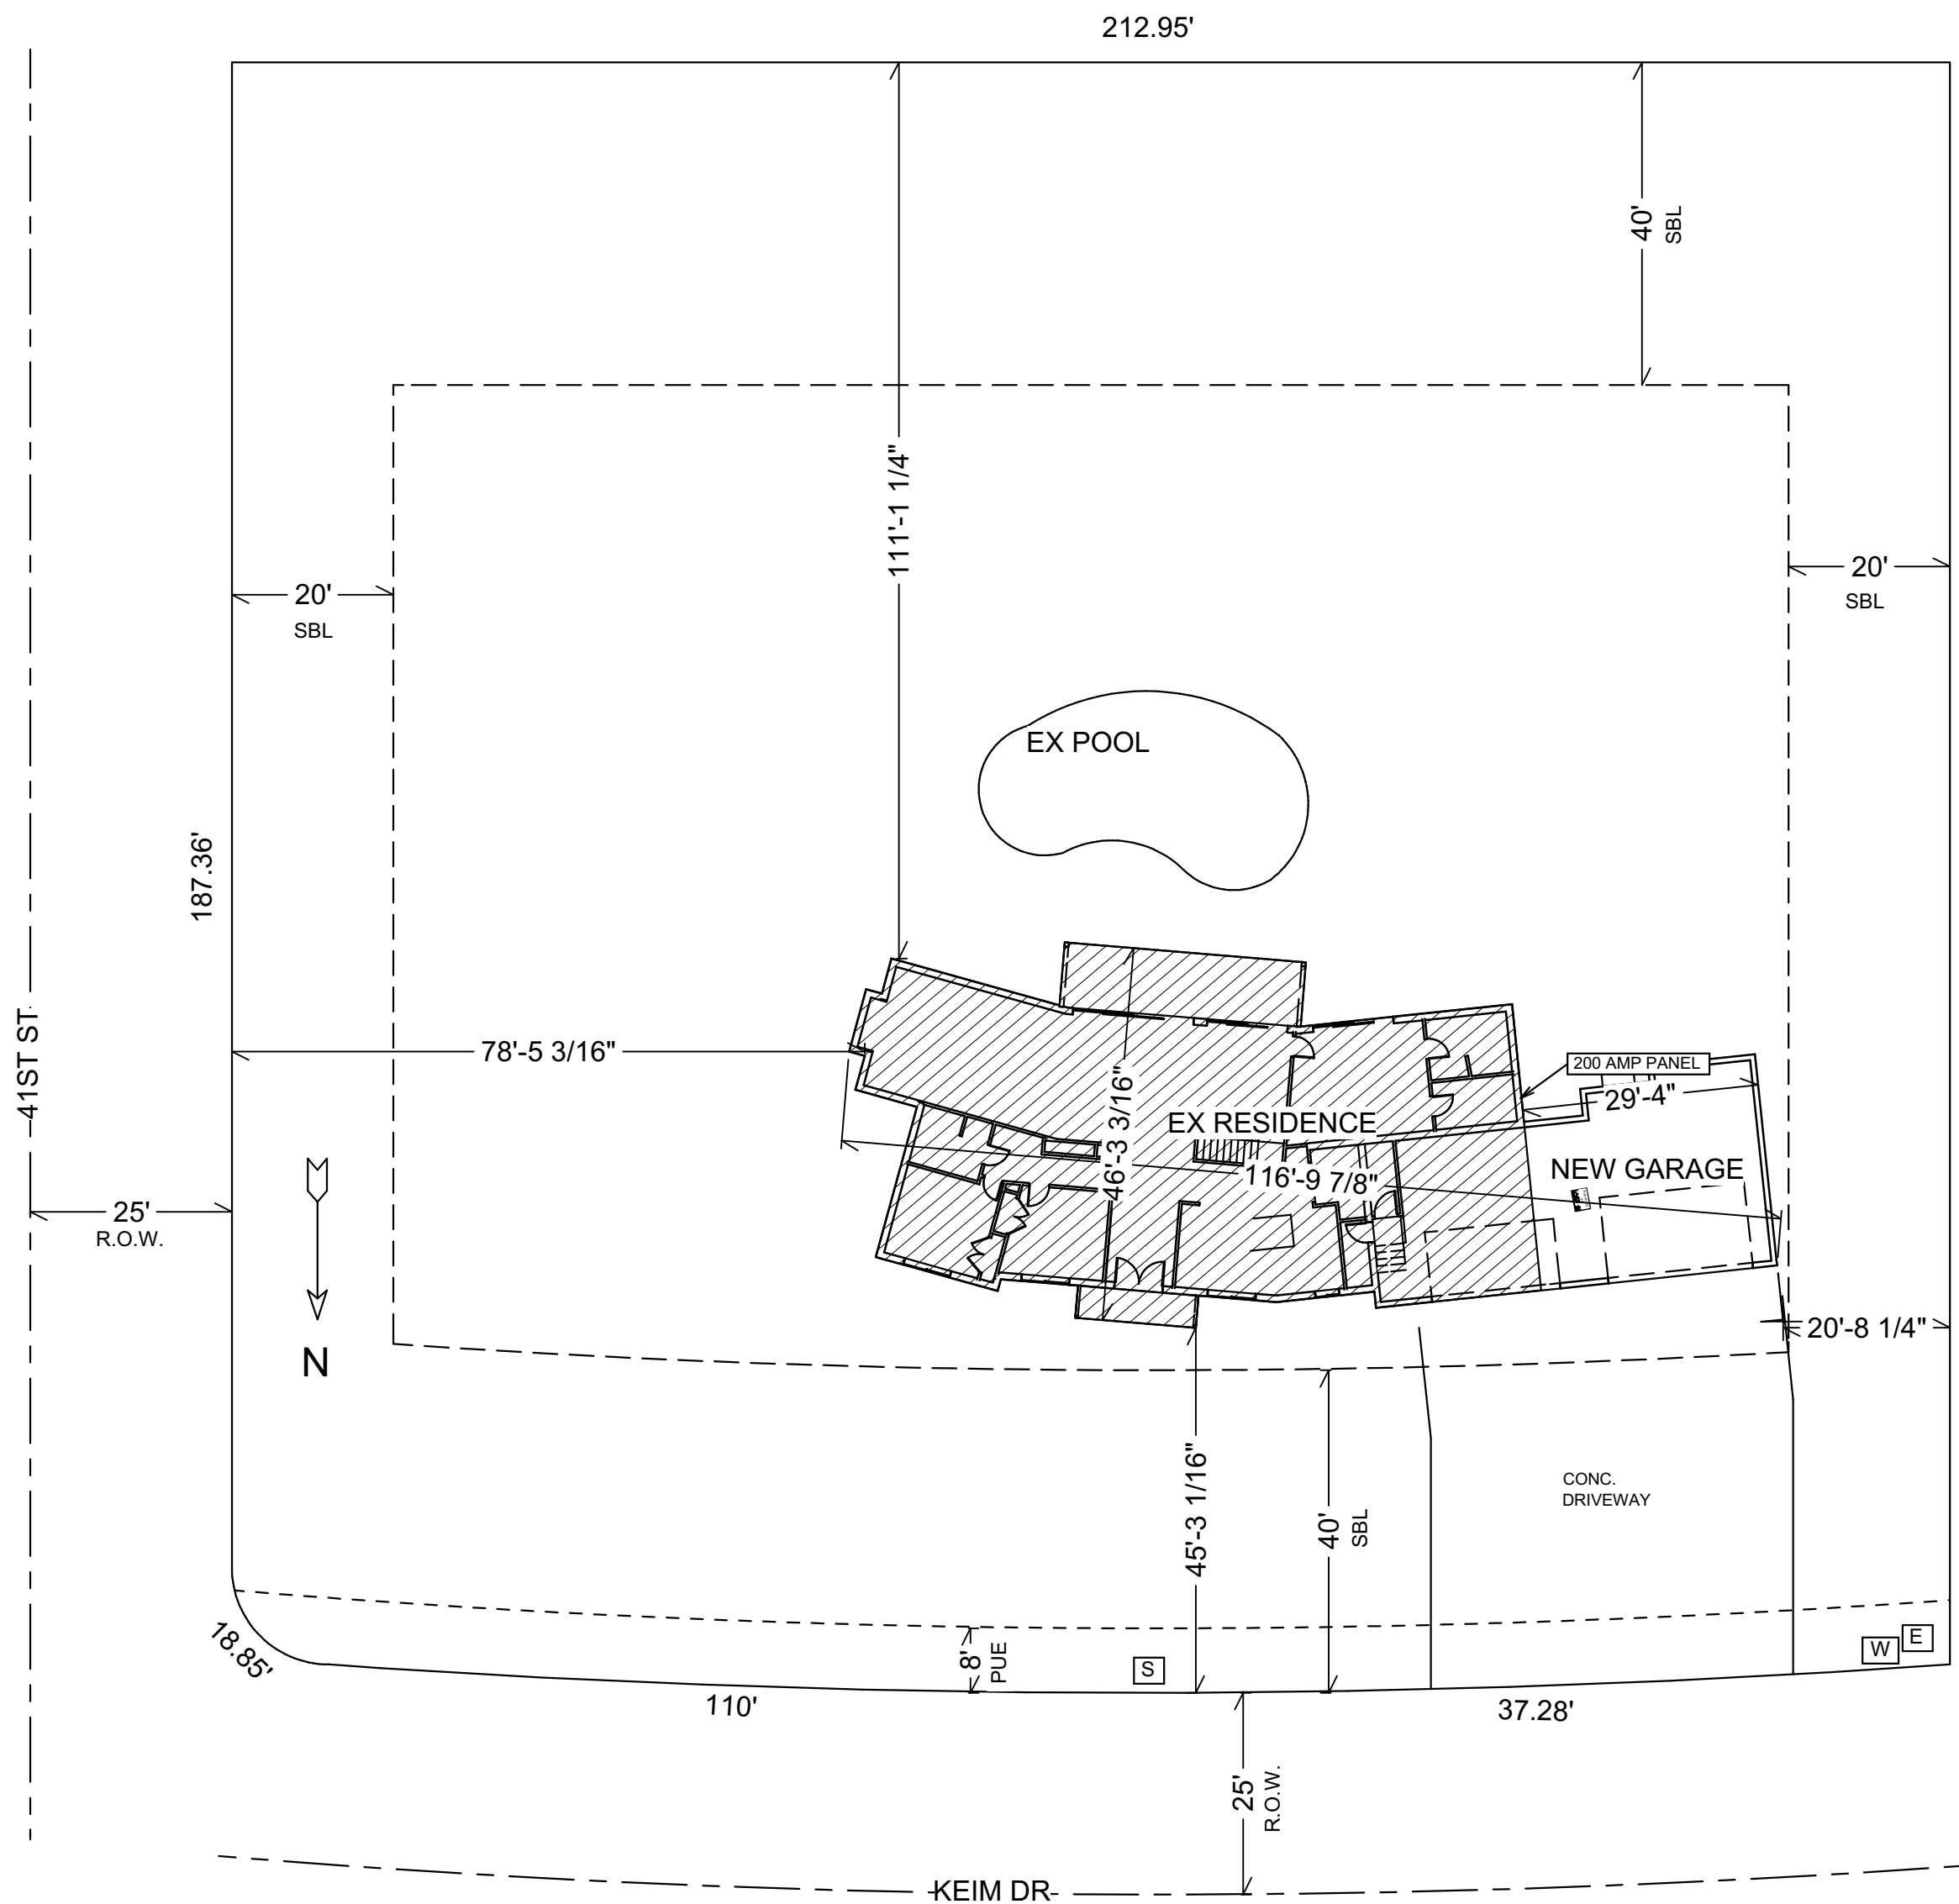 212.95'
40'
SBL
111'-1 1/4"
20'
SBL
20'
SBL
EX POOL
187.36'
41ST ST.
78'-5 3/16"
200 AMP PANEL
29'-4"
46'-3 3/16"
EX RESIDENCE
116'-9 7/8"
NEW GARAGE
25'
R.O.W.
N
20'-8 1/4"
45'-3 1/16"
40'
SBL
CONC.
DRIVEWAY
18.85'
8'
PUE
S
W
E
110'
37.28'
25'
R.O.W.
KEIM DR